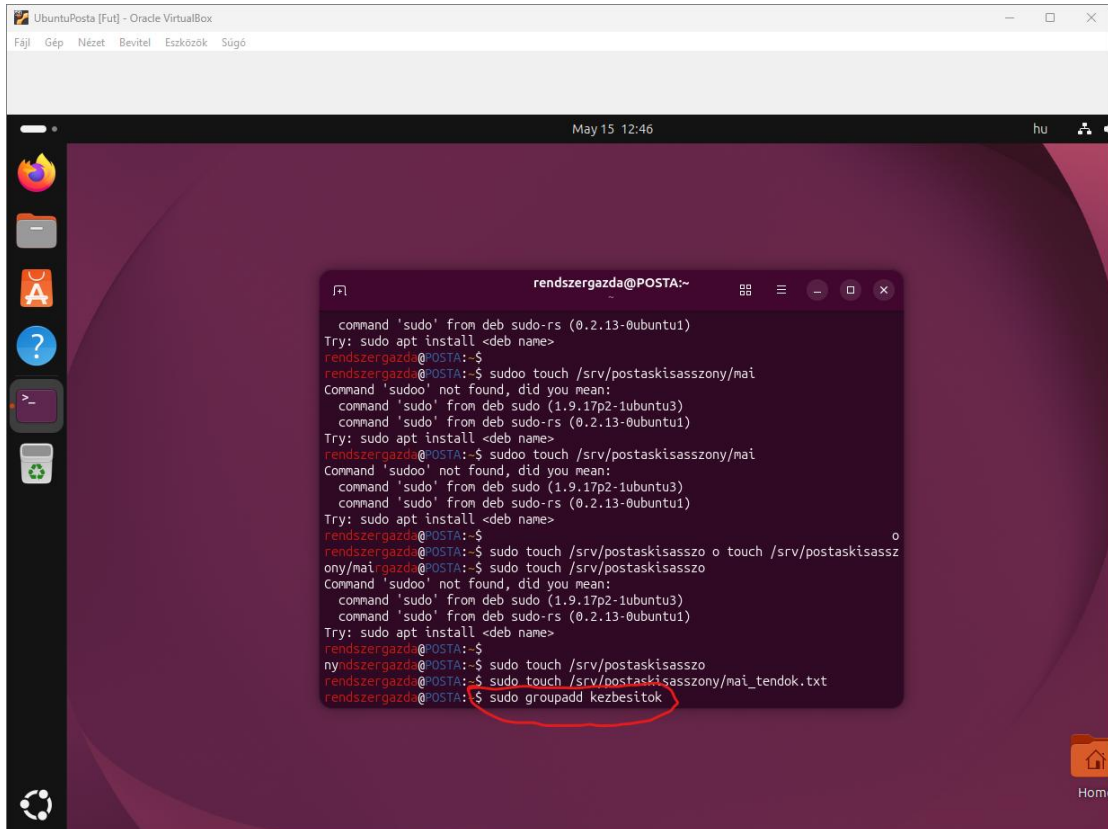 UbuntuPosta [Fut] - Oracle VirtualBox
Fájl Gép Nézet Bevitel Eszközök Súgó
May 15 12:46
hu
rendszergazda@POSTA:~
~
command 'sudo' from deb sudo-rs (0.2.13-0ubuntu1)
Try: sudo apt install <deb name>
rendszergazda@POSTA:~$
rendszergazda@POSTA:~$ sudoo touch /srv/postaskisasszony/mai
Command 'sudoo' not found, did you mean:
command 'sudo' from deb sudo (1.9.17p2-1ubuntu3)
command 'sudo' from deb sudo-rs (0.2.13-0ubuntu1)
Try: sudo apt install <deb name>
rendszergazda@POSTA:~$ sudoo touch /srv/postaskisasszony/mai
Command 'sudoo' not found, did you mean:
command 'sudo' from deb sudo (1.9.17p2-1ubuntu3)
command 'sudo' from deb sudo-rs (0.2.13-0ubuntu1)
Try: sudo apt install <deb name>
rendszergazda@POSTA:~$ o
rendszergazda@POSTA:~$ sudo touch /srv/postaskisasszo o touch /srv/postaskisassz
ony/mairgazda@POSTA:~$ sudo touch /srv/postaskisasszo
Command 'sudoo' not found, did you mean:
command 'sudo' from deb sudo (1.9.17p2-1ubuntu3)
command 'sudo' from deb sudo-rs (0.2.13-0ubuntu1)
Try: sudo apt install <deb name>
rendszergazda@POSTA:~$
nyndszergazda@POSTA:~$ sudo touch /srv/postaskisasszo
rendszergazda@POSTA:~$ sudo touch /srv/postaskisasszony/mai_tendok.txt
rendszergazda@POSTA:~$ sudo groupadd kezbesitok
Home